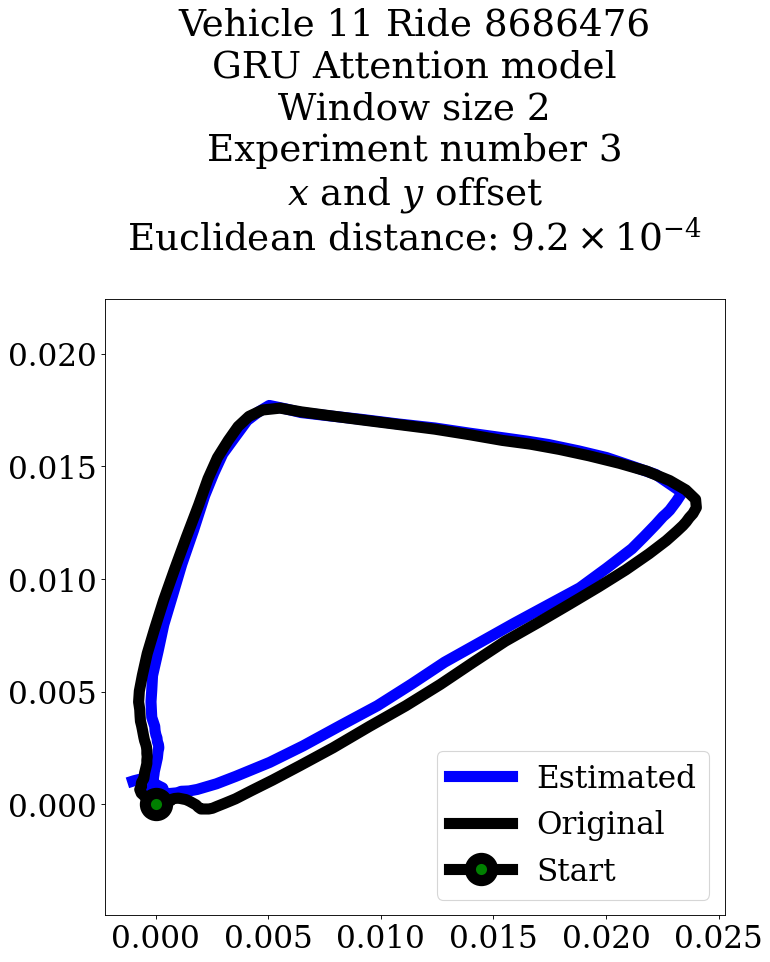 Vehicle 11 Ride 8686476
GRU Attention model
Window size 2
Experiment number 3
x and y offset
Euclidean distance: 9.2 × 10⁻⁴
0.020
0.015
0.010
0.005
0.000
Estimated
Original
Start
0.000 0.005 0.010 0.015 0.020 0.025